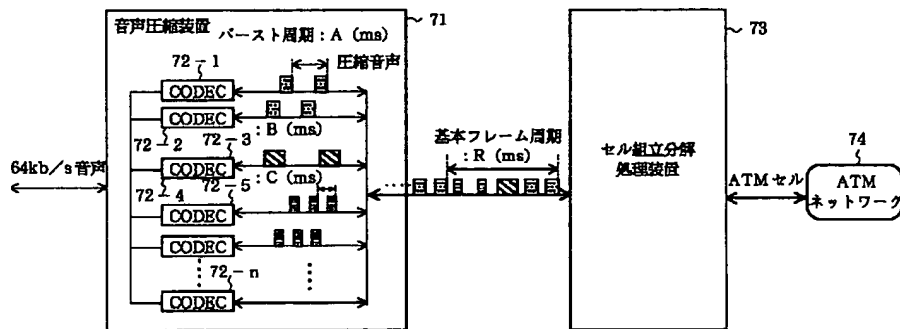 音声圧縮装置
71
バースト周期:A (ms)
72-1
圧縮音声
CODEC
CODEC
72-2
72-3
:B (ms)
CODEC
72-4
72-5
:C (ms)
CODEC
CODEC
72-n
CODEC
64kb/s 音声
基本フレーム周期
:R (ms)
73
セル組立分解
処理装置
ATMセル
74
ATM
ネットワーク